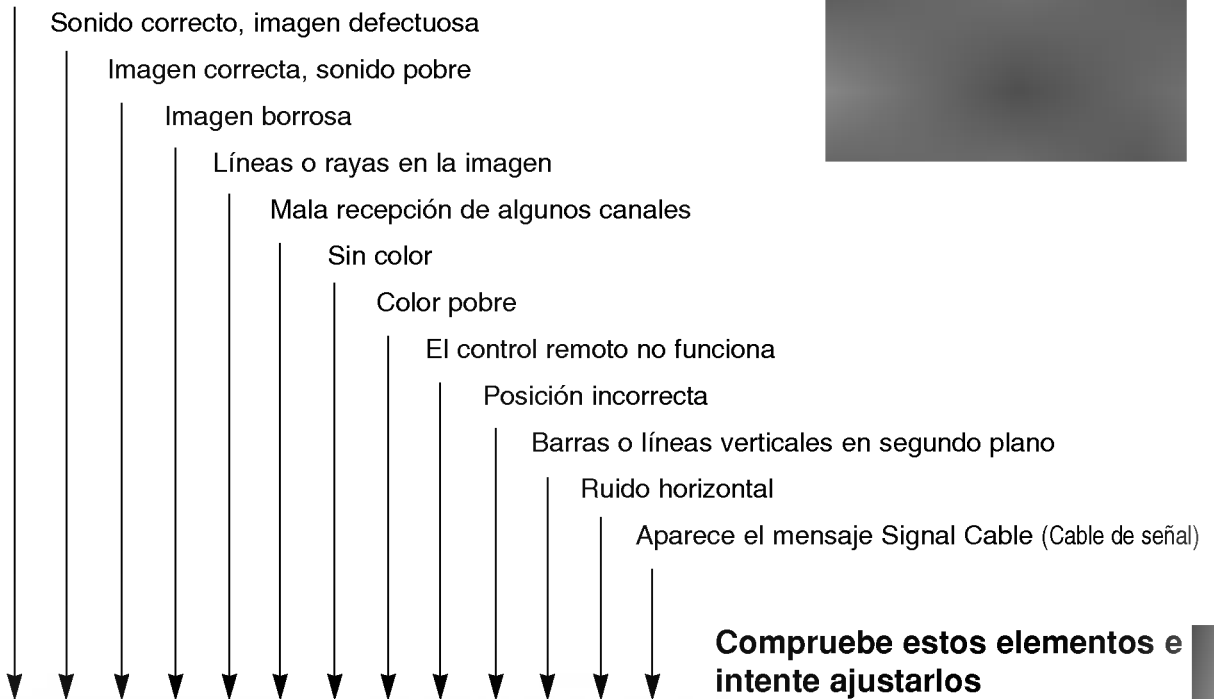 Sonido correcto, imagen defectuosa
Imagen correcta, sonido pobre
Imagen borrosa
Líneas o rayas en la imagen
Mala recepción de algunos canales
Sin color
Color pobre
El control remoto no funciona
Posición incorrecta
Barras o líneas verticales en segundo plano
Ruido horizontal
Aparece el mensaje Signal Cable (Cable de señal)
Compruebe estos elementos e
intente ajustarlos